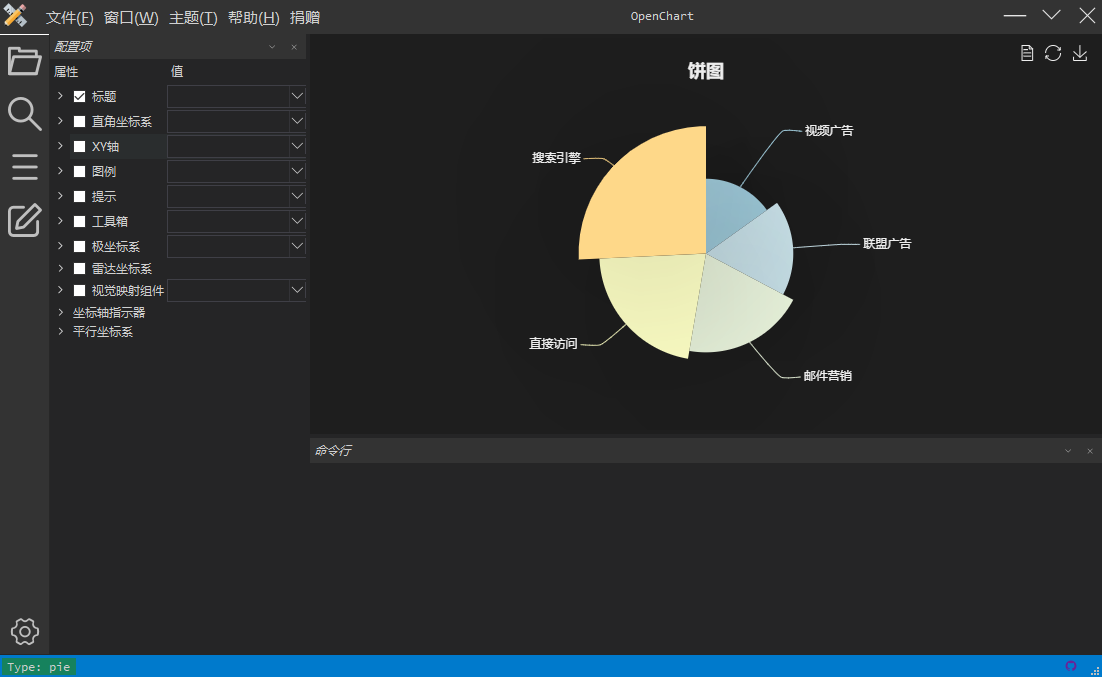 文件(F) 窗口(W) 主题(T) 帮助(H) 捐赠
OpenChart
配置项
属性 值
标题
直角坐标系
XY轴
图例
提示
工具箱
极坐标系
雷达坐标系
视觉映射组件
坐标轴指示器
平行坐标系
饼图
视频广告
搜索引擎
联盟广告
直接访问
邮件营销
命令行
Type: pie